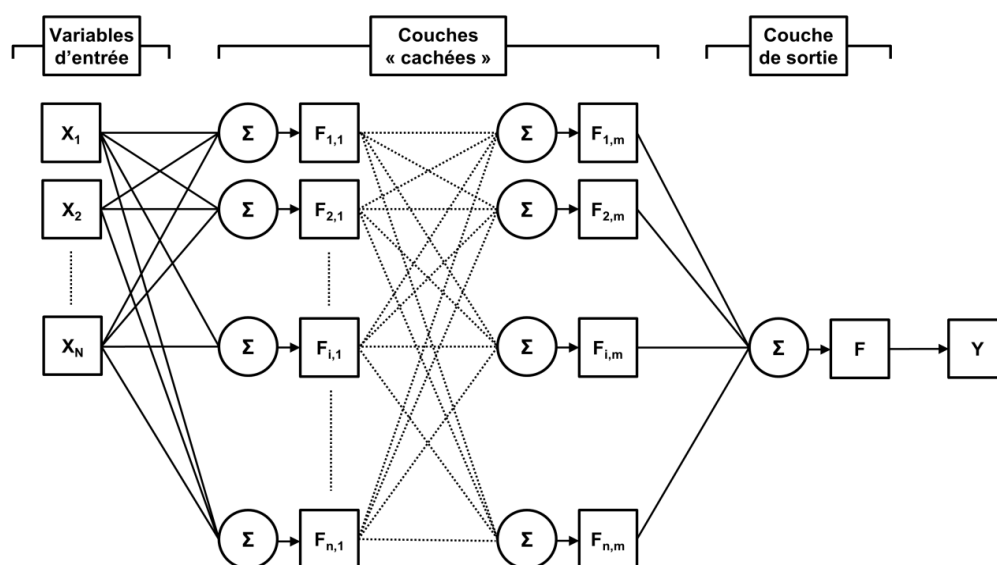 Variables
d'entrée
Couches
« cachées »
Couche
de sortie
X1 Σ F1,1 Σ F1,m
X2 Σ F2,1 Σ F2,m
XN Σ Fi,1 Σ Fi,m Σ F Y
Σ Fn,1 Σ Fn,m